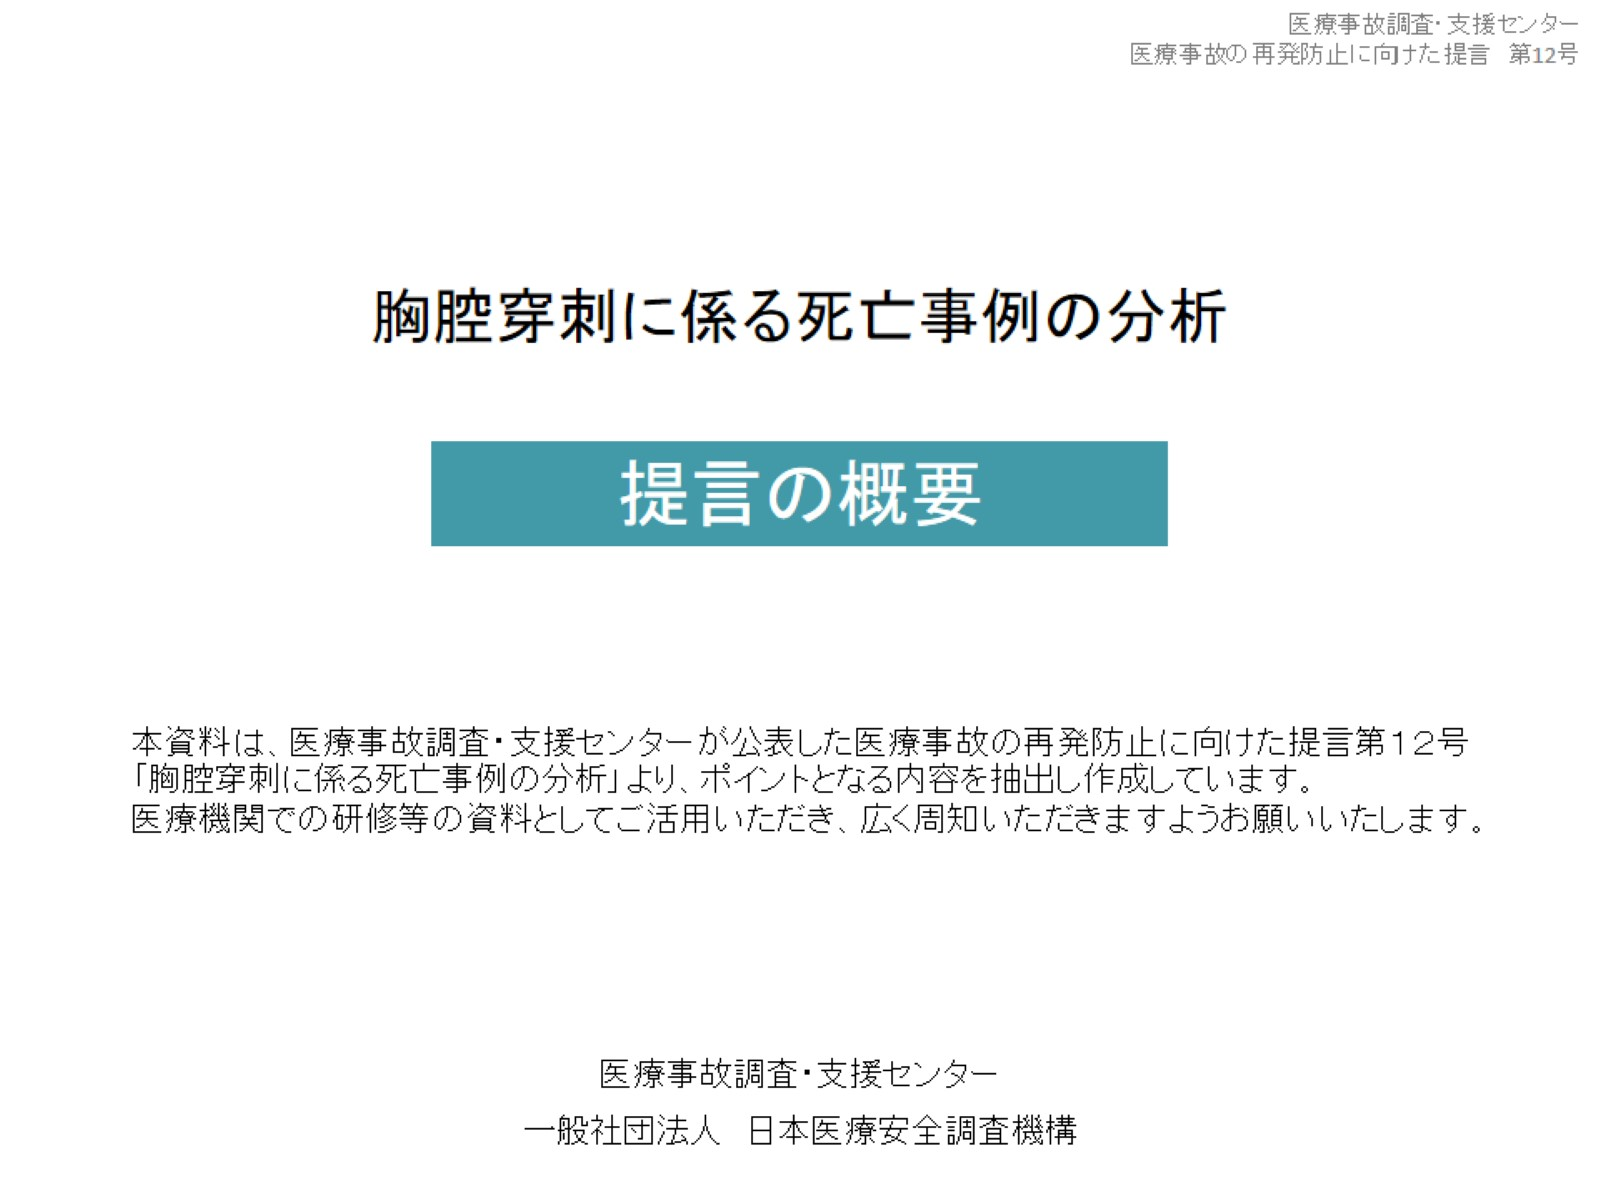 医療事故調査・支援センター
医療事故の再発防止に向けた提言　第12号
胸腔穿刺に係る死亡事例の分析
提言の概要
本資料は、医療事故調査・支援センターが公表した医療事故の再発防止に向けた提言第１２号
「胸腔穿刺に係る死亡事例の分析」より、ポイントとなる内容を抽出し作成しています。
医療機関での研修等の資料としてご活用いただき、広く周知いただきますようお願いいたします。
医療事故調査・支援センター
一般社団法人　日本医療安全調査機構